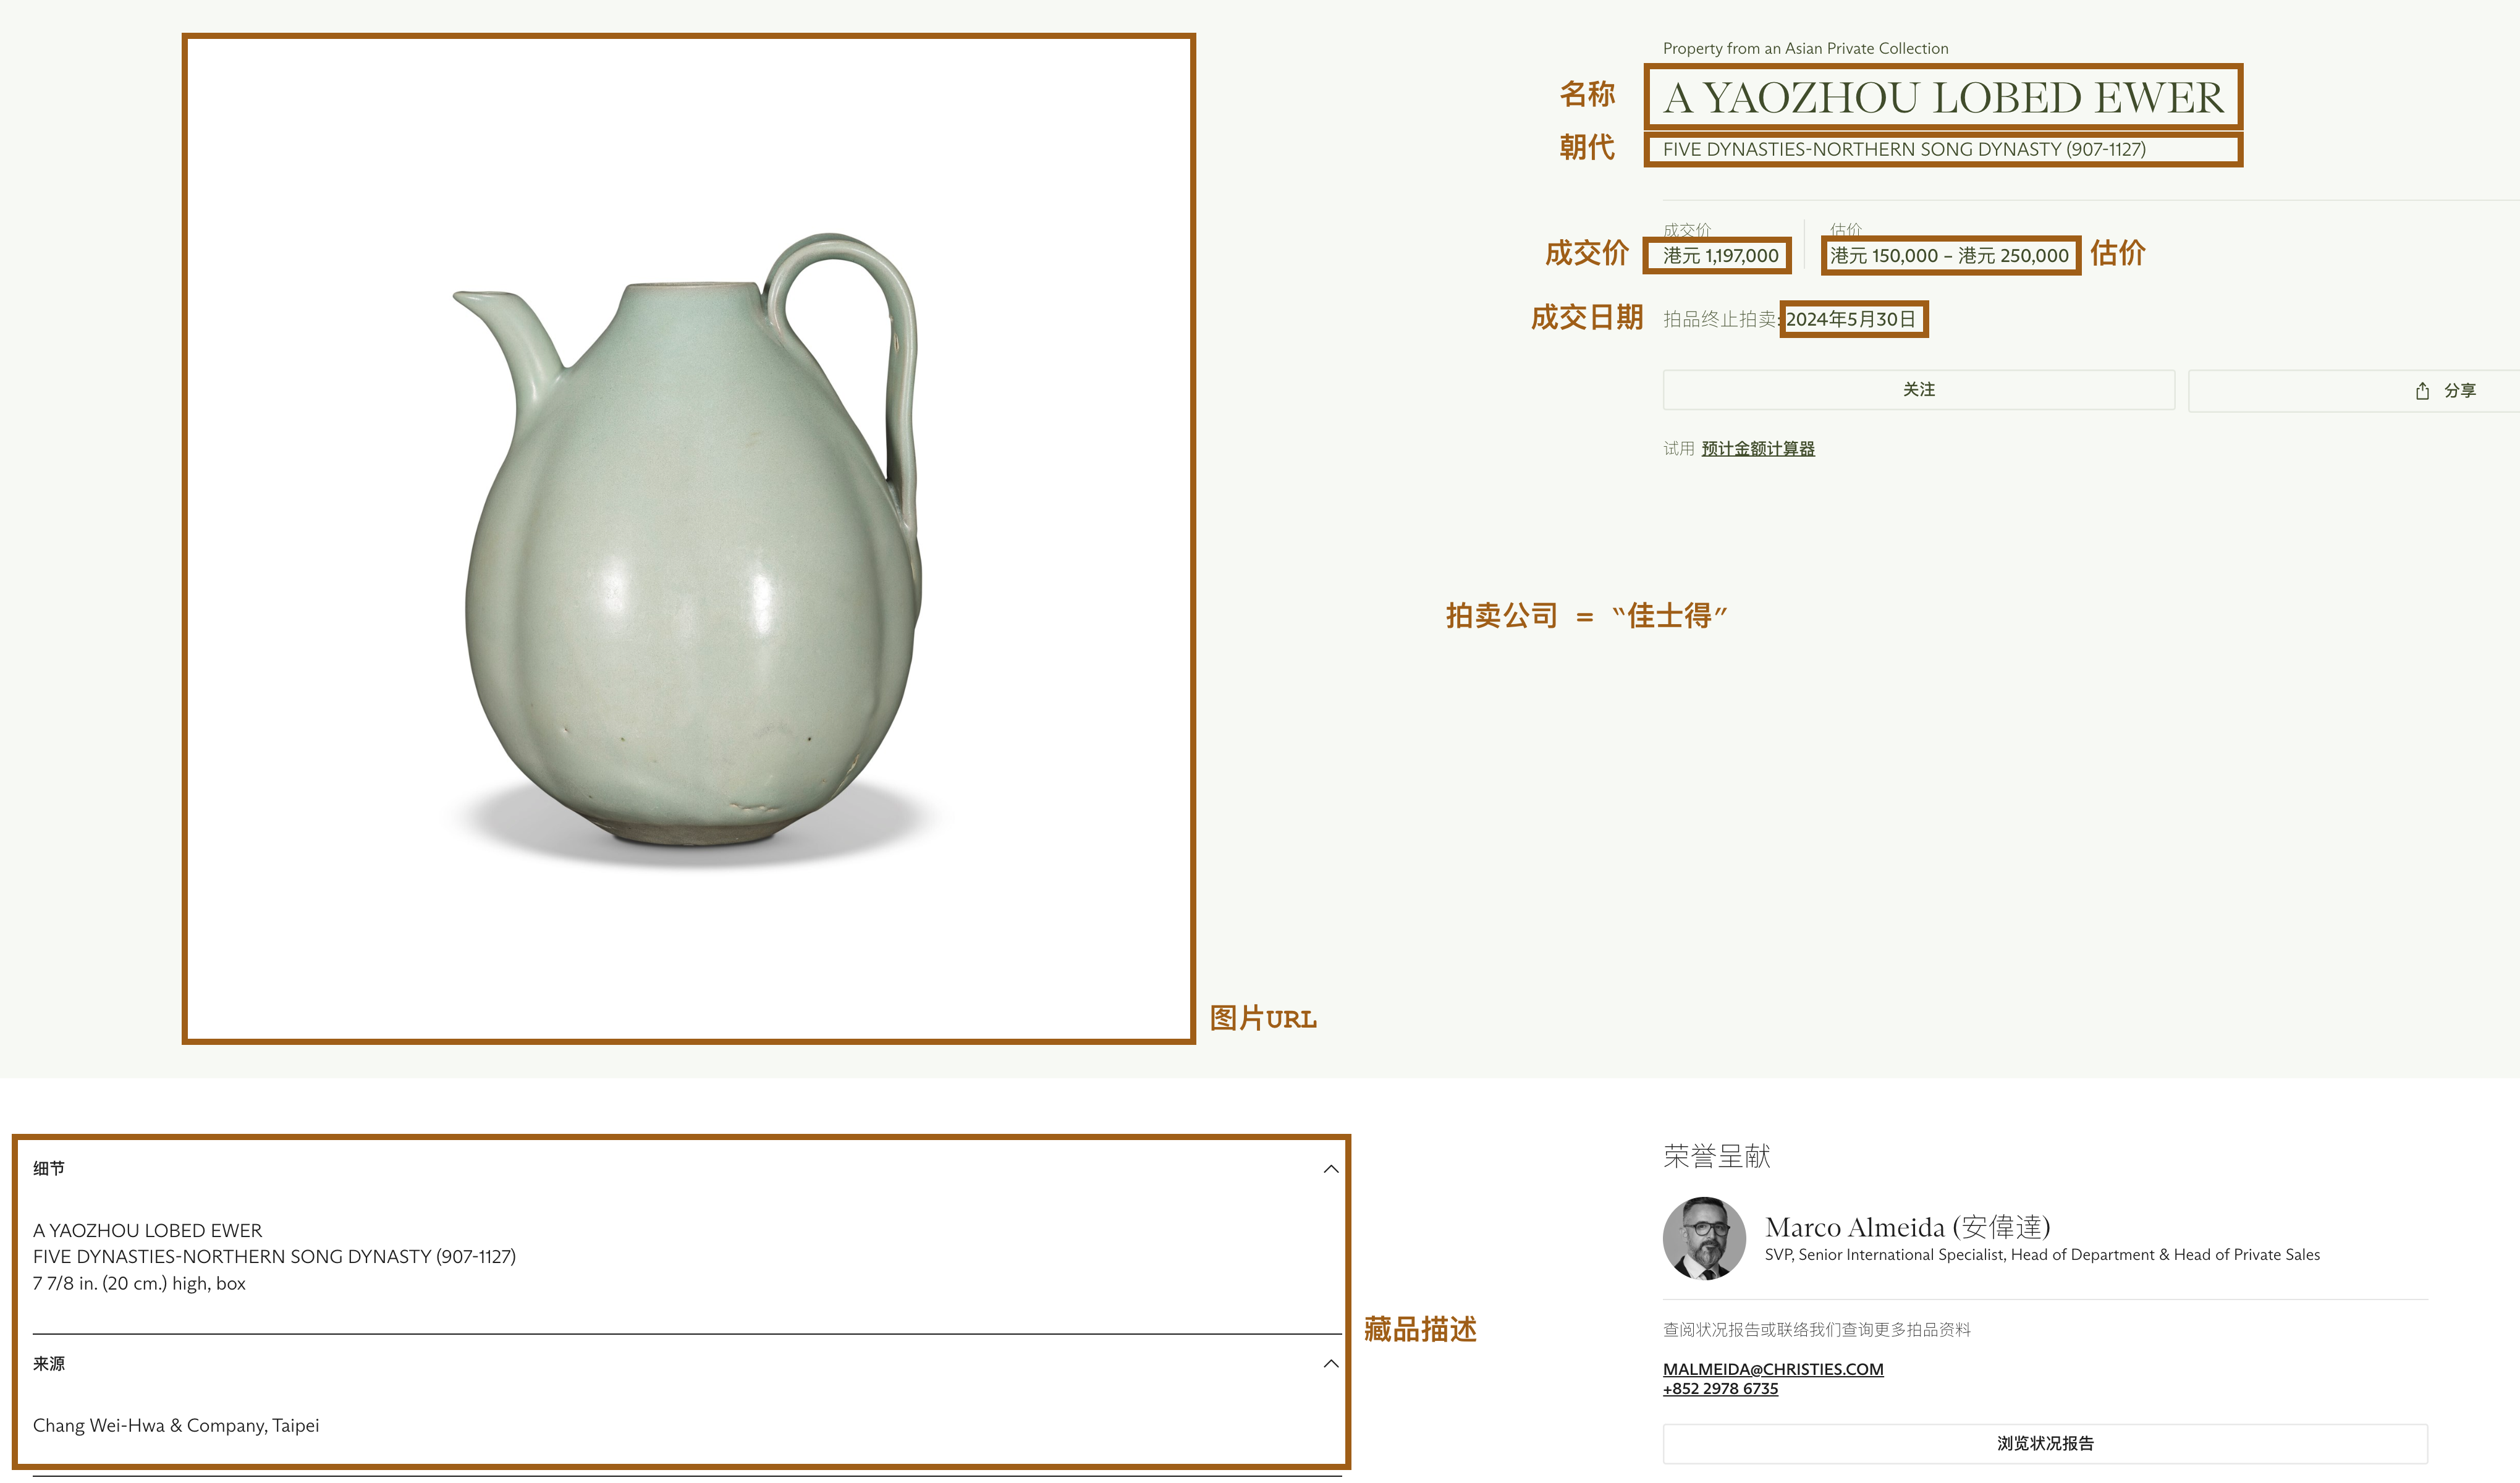 Property from an Asian Private Collection
名称
A YAOZHOU LOBED EWER
朝代
FIVE DYNASTIES-NORTHERN SONG DYNASTY (907-1127)
成交价
估价
成交价
港元 1,197,000
港元 150,000 – 港元 250,000
估价
成交日期
拍品终止拍卖: 2024年5月30日
关注
分享
试用 预计金额计算器
拍卖公司 = “佳士得”
图片URL
细节
A YAOZHOU LOBED EWER
FIVE DYNASTIES-NORTHERN SONG DYNASTY (907-1127)
7 7/8 in. (20 cm.) high, box
藏品描述
来源
Chang Wei-Hwa & Company, Taipei
荣誉呈献
Marco Almeida (安偉達)
SVP, Senior International Specialist, Head of Department & Head of Private Sales
查阅状况报告或联络我们查询更多拍品资料
MALMEIDA@CHRISTIES.COM
+852 2978 6735
浏览状况报告